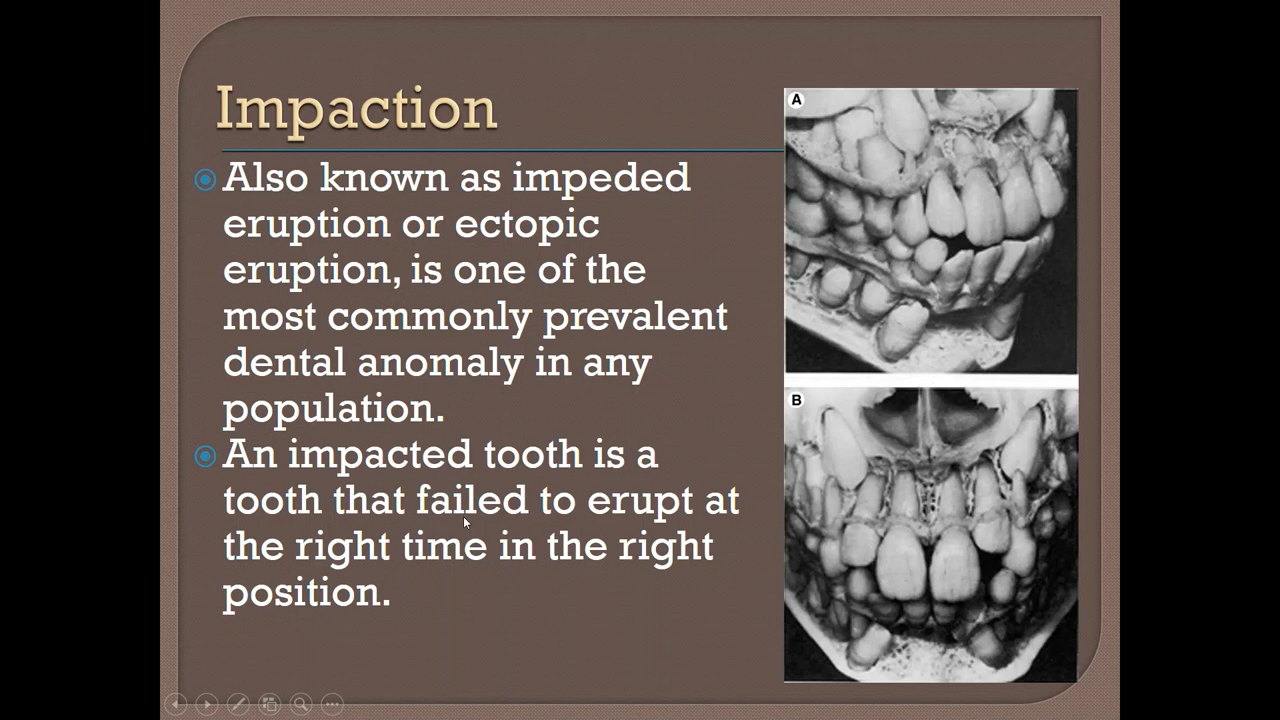 Impaction
Also known as impeded
eruption or ectopic
eruption, is one of the
most commonly prevalent
dental anomaly in any
population.
An impacted tooth is a
tooth that failed to erupt at
the right time in the right
position.
A
B